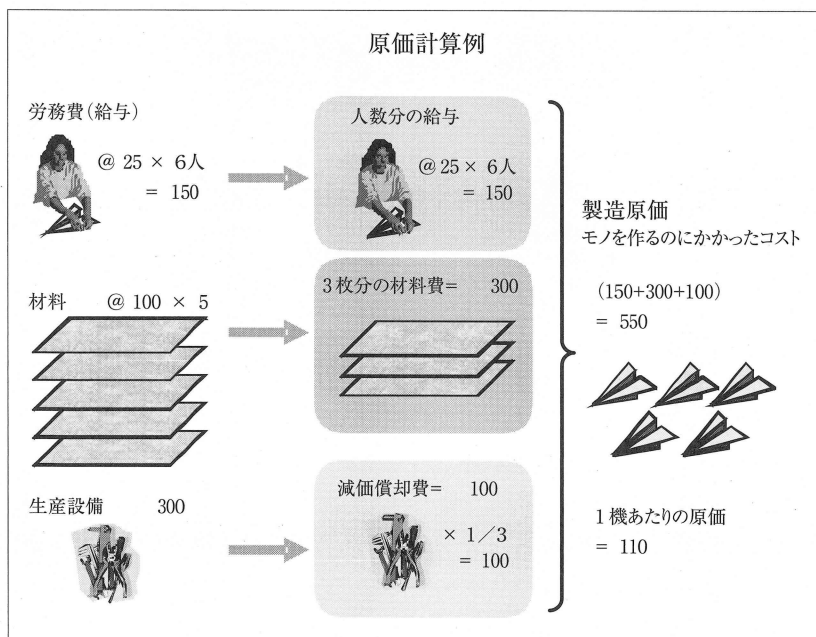 原価計算例
労務費(給与)
@ 25 × 6人
= 150
人数分の給与
@ 25 × 6人
= 150
材料 @ 100 × 5
3枚分の材料費= 300
生産設備 300
減価償却費= 100
× 1/3
= 100
製造原価
モノを作るのにかかったコスト
(150+300+100)
= 550
1機あたりの原価
= 110